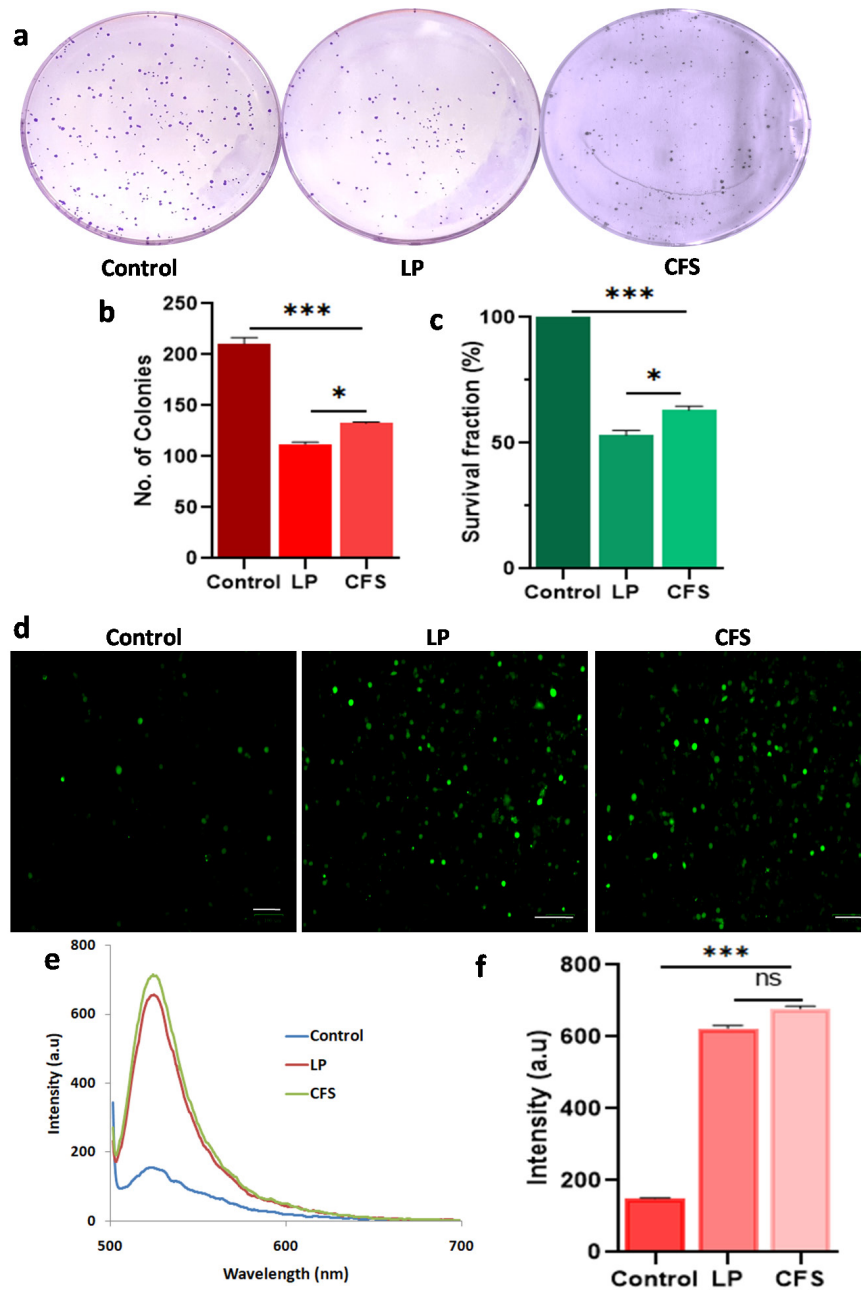 a
Control LP CFS
b
***
*
No. of Colonies
250
200
150
100
50
0
Control LP CFS
c
***
*
Survival fraction (%)
100
50
0
Control LP CFS
d
Control LP CFS
e
Intensity (a.u)
800
600
400
200
0
Control
LP
CFS
500 600 700
Wavelength (nm)
f
***
ns
Intensity (a.u)
800
600
400
200
0
Control LP CFS